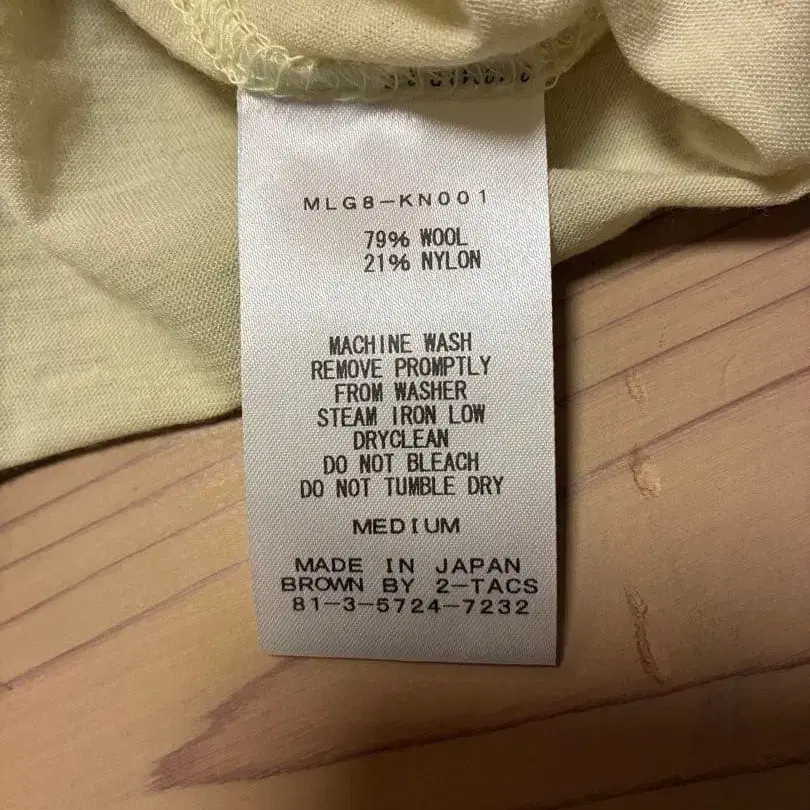 MLG8-KN001
79% WOOL
21% NYLON
MACHINE WASH
REMOVE PROMPTLY
FROM WASHER
STEAM IRON LOW
DRYCLEAN
DO NOT BLEACH
DO NOT TUMBLE DRY
MEDIUM
MADE IN JAPAN
BROWN BY 2-TACS
81-3-5724-7232